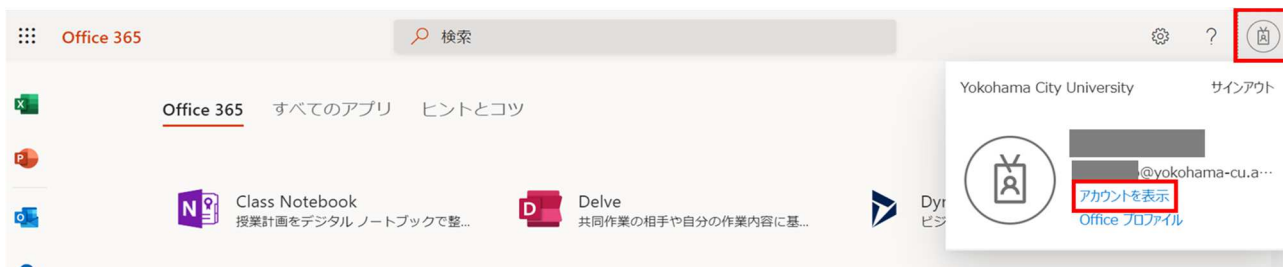 Office 365
検索
?
Yokohama City University サインアウト
Office 365 すべてのアプリ ヒントとコツ
@yokohama-cu.a…
アカウントを表示
Office プロファイル
Class Notebook
授業計画をデジタル ノートブックで整...
Delve
共同作業の相手や自分の作業内容に基...
X
P
N
D